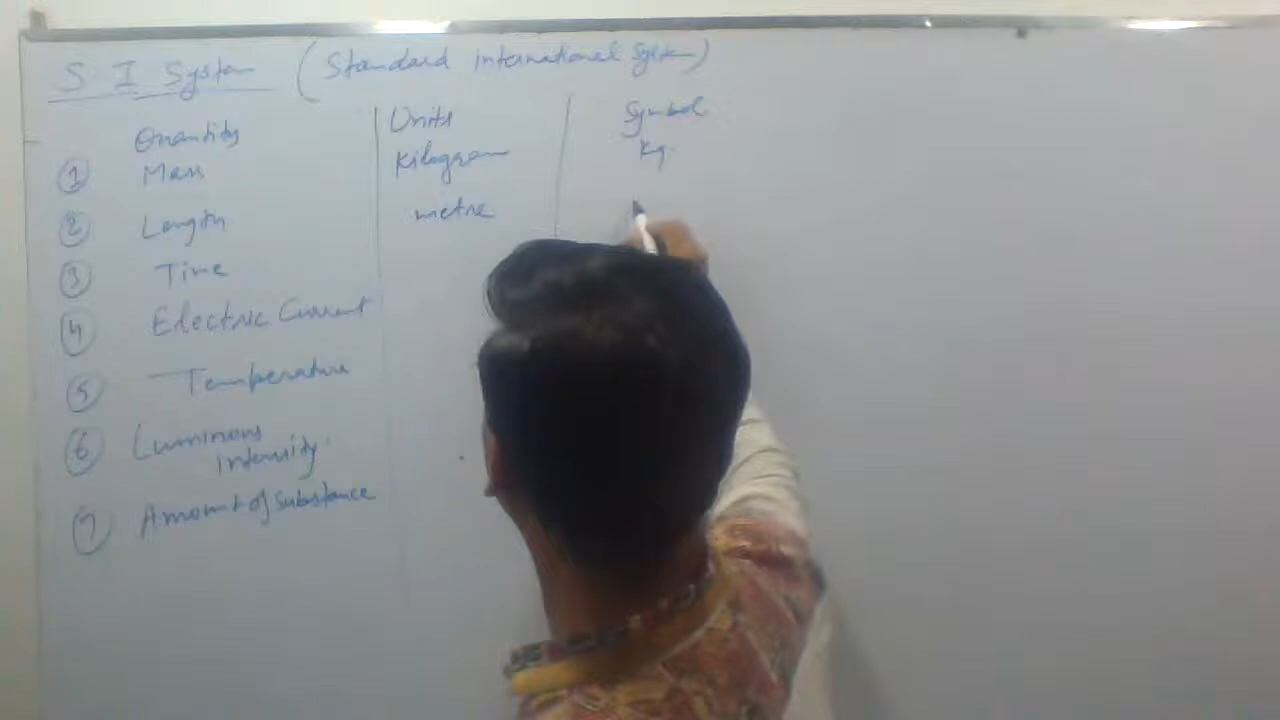 S I System (Standard international System)
Quantity Units Symbol
1 Mass Kilogram Kg.
2 Length metre
3 Time
4 Electric Current
5 Temperature
6 Luminous
intensity
7 Amount of Substance